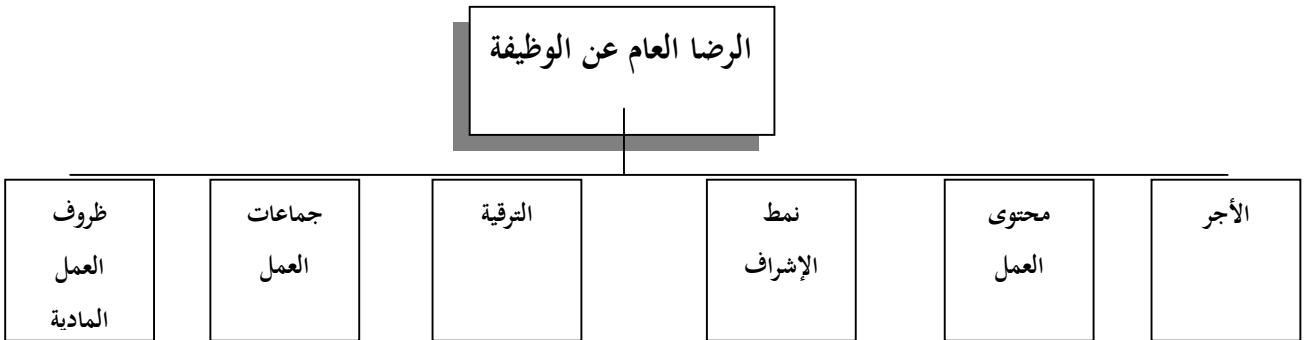 الرضا العام عن الوظيفة
الأجر
محتوى
العمل
نمط
الإشراف
الترقية
جماعات
العمل
ظروف
العمل
المادية